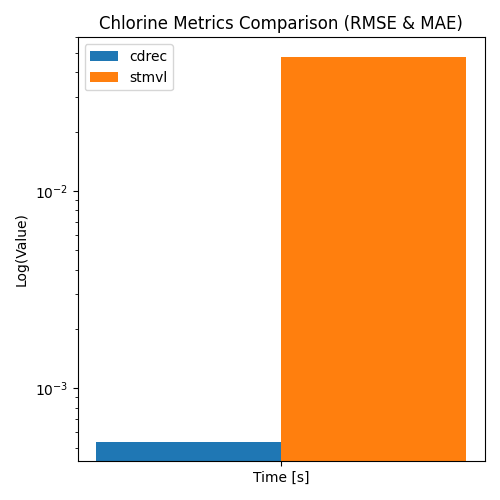 Chlorine Metrics Comparison (RMSE & MAE)
cdrec
stmvl
Log(Value)
10⁻²
10⁻³
Time [s]